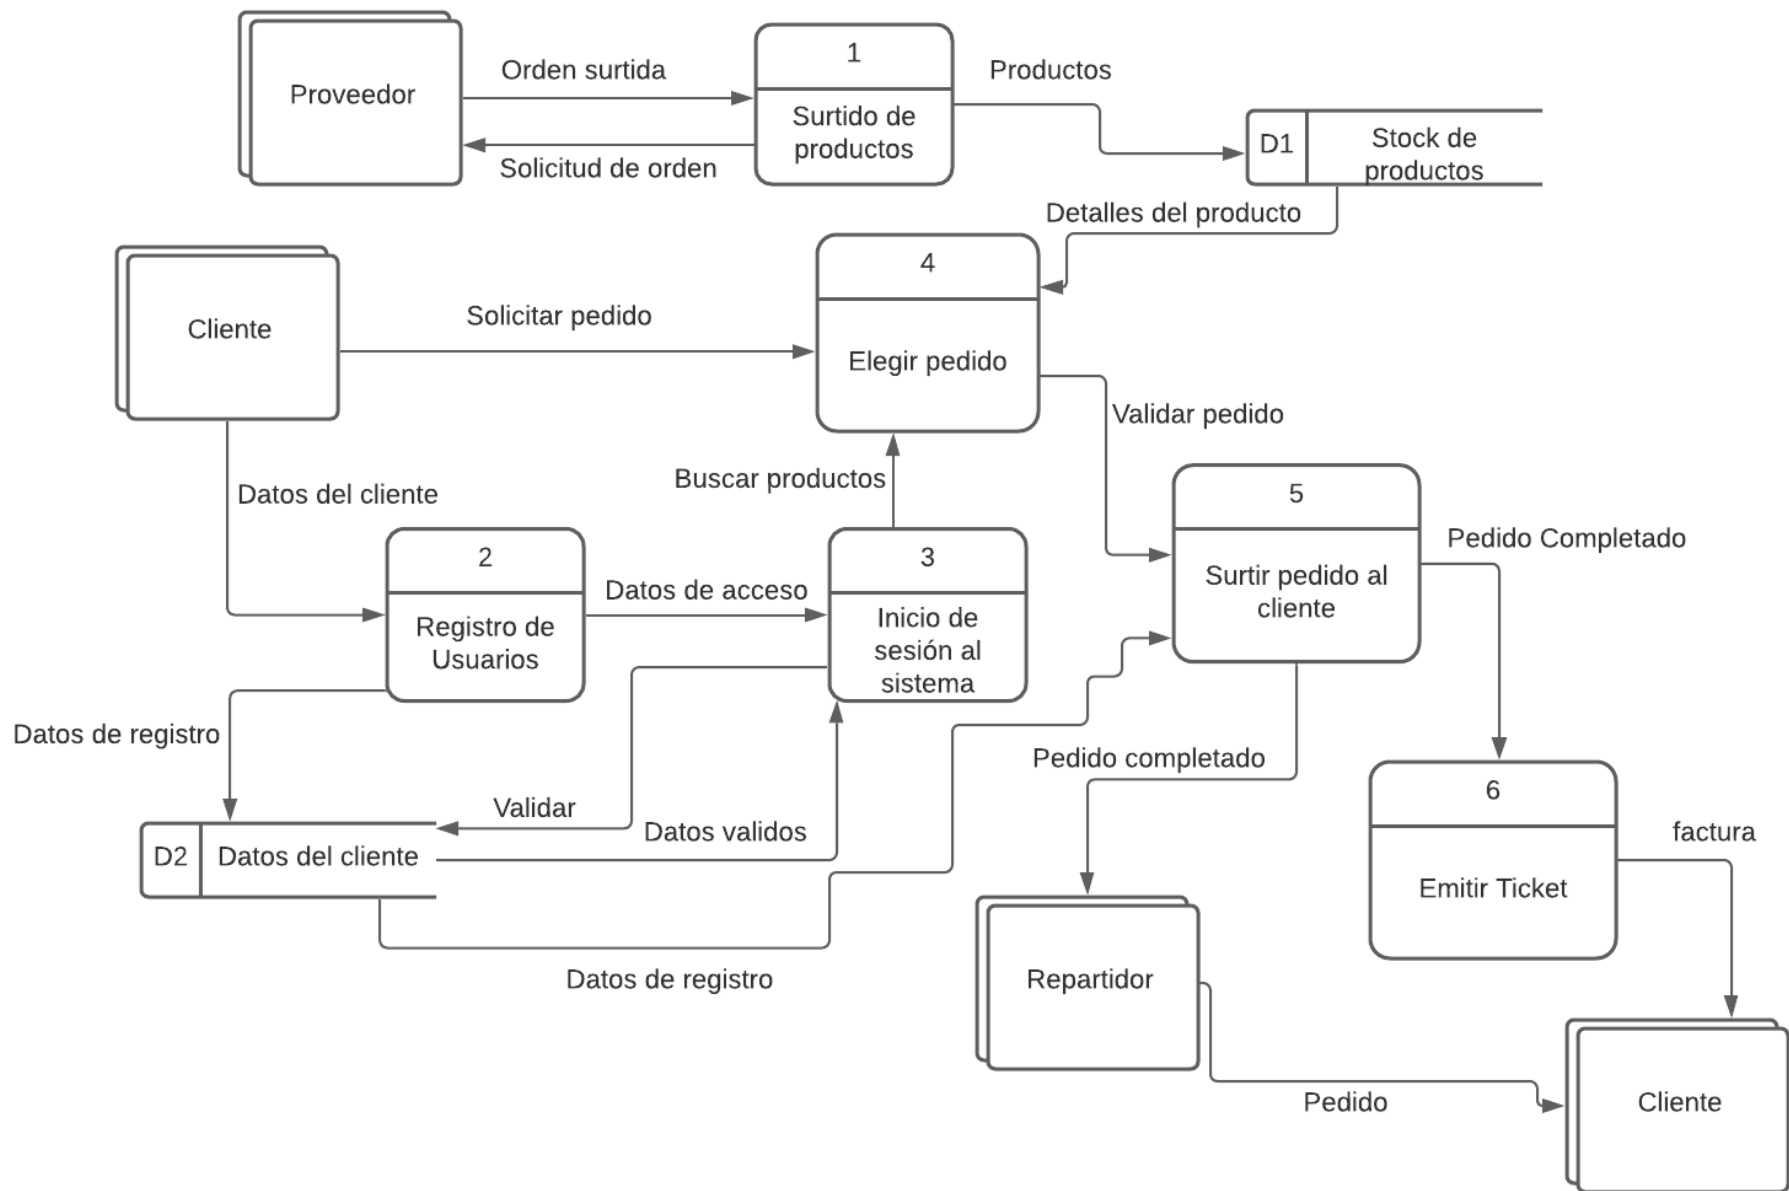 Proveedor
Orden surtida
Solicitud de orden
1
Surtido de
productos
Productos
D1
Stock de
productos
Detalles del producto
Cliente
Solicitar pedido
4
Elegir pedido
Validar pedido
Buscar productos
Datos del cliente
2
Registro de
Usuarios
Datos de acceso
3
Inicio de
sesión al
sistema
5
Surtir pedido al
cliente
Pedido Completado
Datos de registro
Validar
Datos validos
D2
Datos del cliente
Datos de registro
Pedido completado
6
Emitir Ticket
factura
Repartidor
Pedido
Cliente